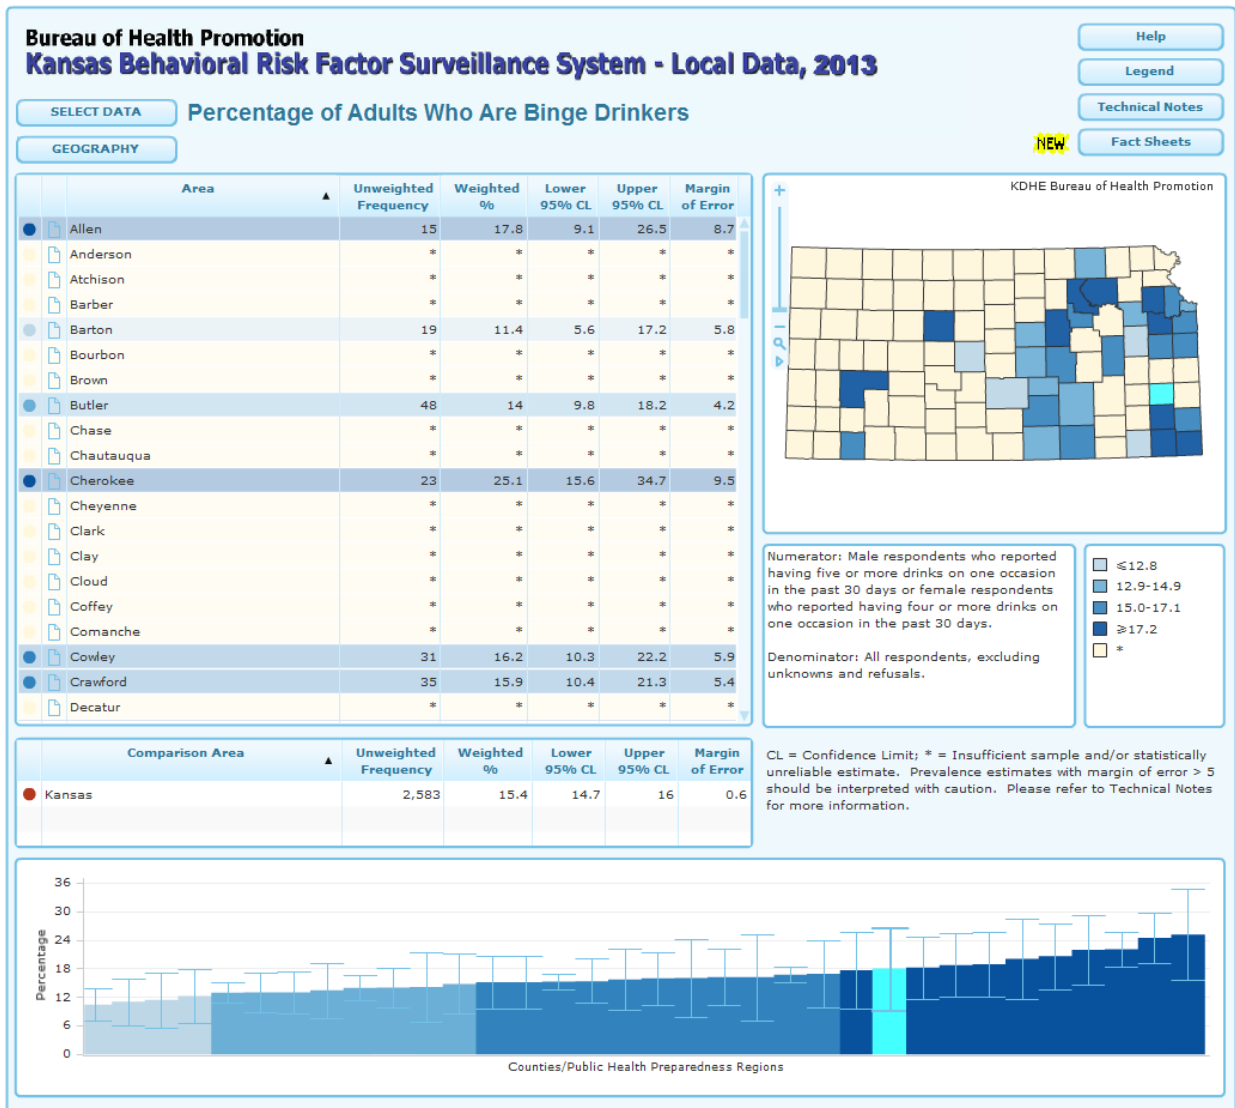 Bureau of Health Promotion
Kansas Behavioral Risk Factor Surveillance System - Local Data, 2013
Help
Legend
Technical Notes
NEW Fact Sheets
SELECT DATA
Percentage of Adults Who Are Binge Drinkers
GEOGRAPHY
Area ▲ Unweighted Frequency Weighted % Lower 95% CL Upper 95% CL Margin of Error
Allen 15 17.8 9.1 26.5 8.7
Anderson * * * * *
Atchison * * * * *
Barber * * * * *
Barton 19 11.4 5.6 17.2 5.8
Bourbon * * * * *
Brown * * * * *
Butler 48 14 9.8 18.2 4.2
Chase * * * * *
Chautauqua * * * * *
Cherokee 23 25.1 15.6 34.7 9.5
Cheyenne * * * * *
Clark * * * * *
Clay * * * * *
Cloud * * * * *
Coffey * * * * *
Comanche * * * * *
Cowley 31 16.2 10.3 22.2 5.9
Crawford 35 15.9 10.4 21.3 5.4
Decatur * * * * *
KDHE Bureau of Health Promotion
Numerator: Male respondents who reported
having five or more drinks on one occasion
in the past 30 days or female respondents
who reported having four or more drinks on
one occasion in the past 30 days.
Denominator: All respondents, excluding
unknowns and refusals.
≤12.8
12.9-14.9
15.0-17.1
≥17.2
*
Comparison Area ▲ Unweighted Frequency Weighted % Lower 95% CL Upper 95% CL Margin of Error
Kansas 2,583 15.4 14.7 16 0.6
CL = Confidence Limit; * = Insufficient sample and/or statistically
unreliable estimate. Prevalence estimates with margin of error > 5
should be interpreted with caution. Please refer to Technical Notes
for more information.
Percentage
36
30
24
18
12
6
0
Counties/Public Health Preparedness Regions